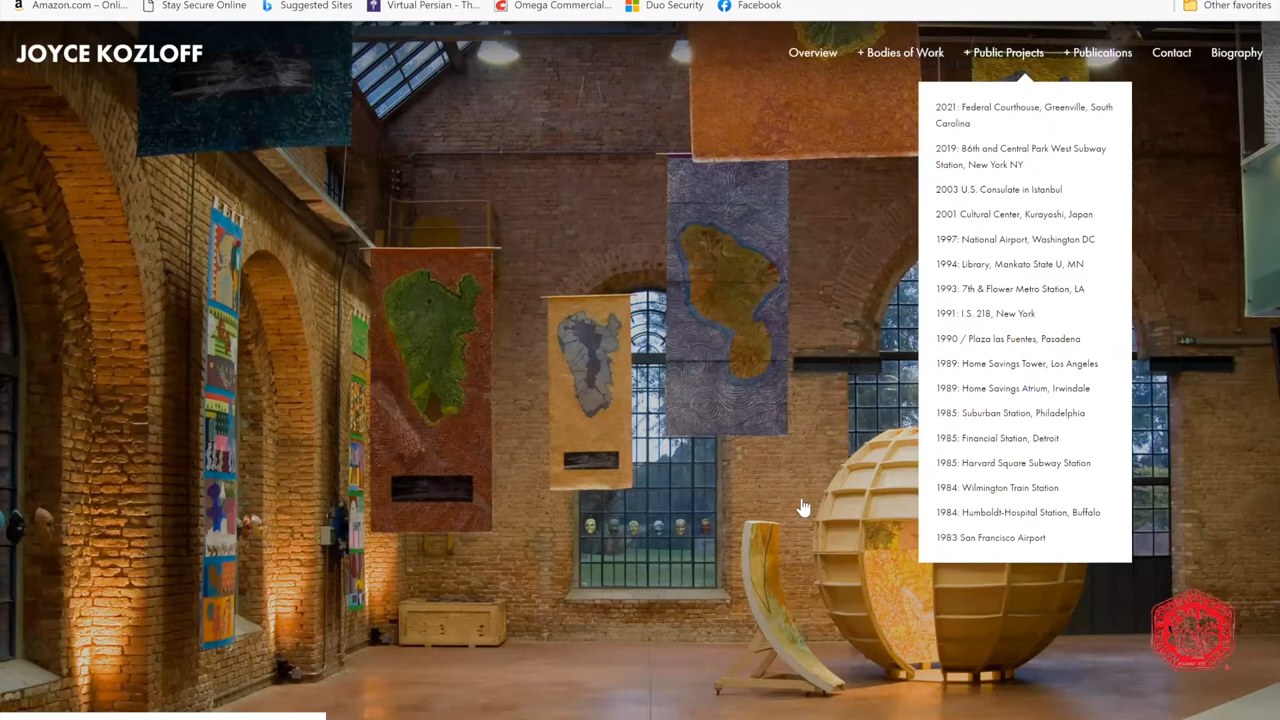 Amazon.com – Onli...
Stay Secure Online
Suggested Sites
Virtual Persian - Th...
Omega Commercial...
Duo Security
Facebook
Other favorites
JOYCE KOZLOFF
Overview
+ Bodies of Work
+ Public Projects
+ Publications
Contact
Biography
2021: Federal Courthouse, Greenville, South
Carolina
2019: 86th and Central Park West Subway
Station, New York NY
2003 U.S. Consulate in Istanbul
2001 Cultural Center, Kurayoshi, Japan
1997: National Airport, Washington DC
1994: Library, Mankato State U, MN
1993: 7th & Flower Metro Station, LA
1991: I.S. 218, New York
1990 / Plaza las Fuentes, Pasadena
1989: Home Savings Tower, Los Angeles
1989: Home Savings Atrium, Irwindale
1985: Suburban Station, Philadelphia
1985: Financial Station, Detroit
1985: Harvard Square Subway Station
1984: Wilmington Train Station
1984: Humboldt-Hospital Station, Buffalo
1983 San Francisco Airport